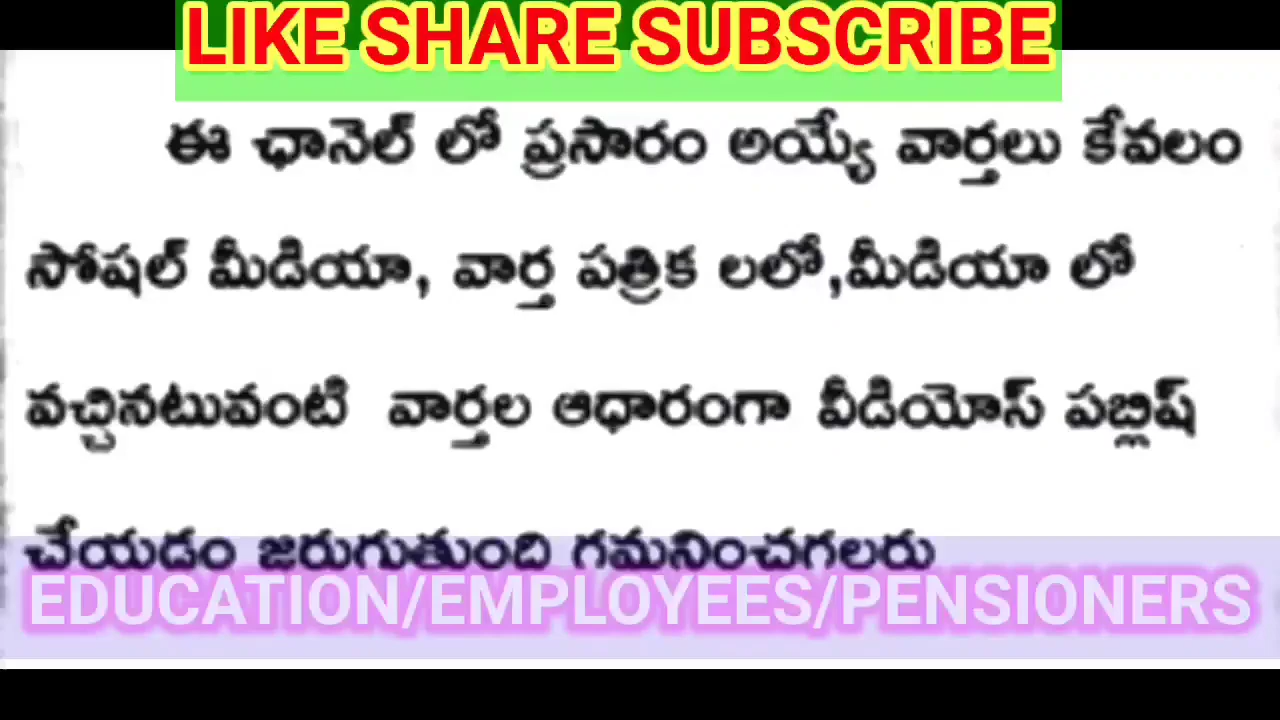 LIKE SHARE SUBSCRIBE
ఈ ఛానెల్ లో ప్రసారం అయ్యే వార్తలు కేవలం
సోషల్ మీడియా, వార్త పత్రిక లలో,మీడియా లో
వచ్చినటువంటి వార్తల ఆధారంగా వీడియోస్ పబ్లిష్
చేయడం జరుగుతుంది గమనించగలరు
EDUCATION/EMPLOYEES/PENSIONERS